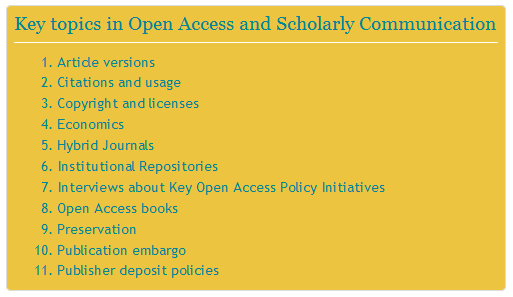 Key topics in Open Access and Scholarly Communication
1. Article versions
2. Citations and usage
3. Copyright and licenses
4. Economics
5. Hybrid Journals
6. Institutional Repositories
7. Interviews about Key Open Access Policy Initiatives
8. Open Access books
9. Preservation
10. Publication embargo
11. Publisher deposit policies